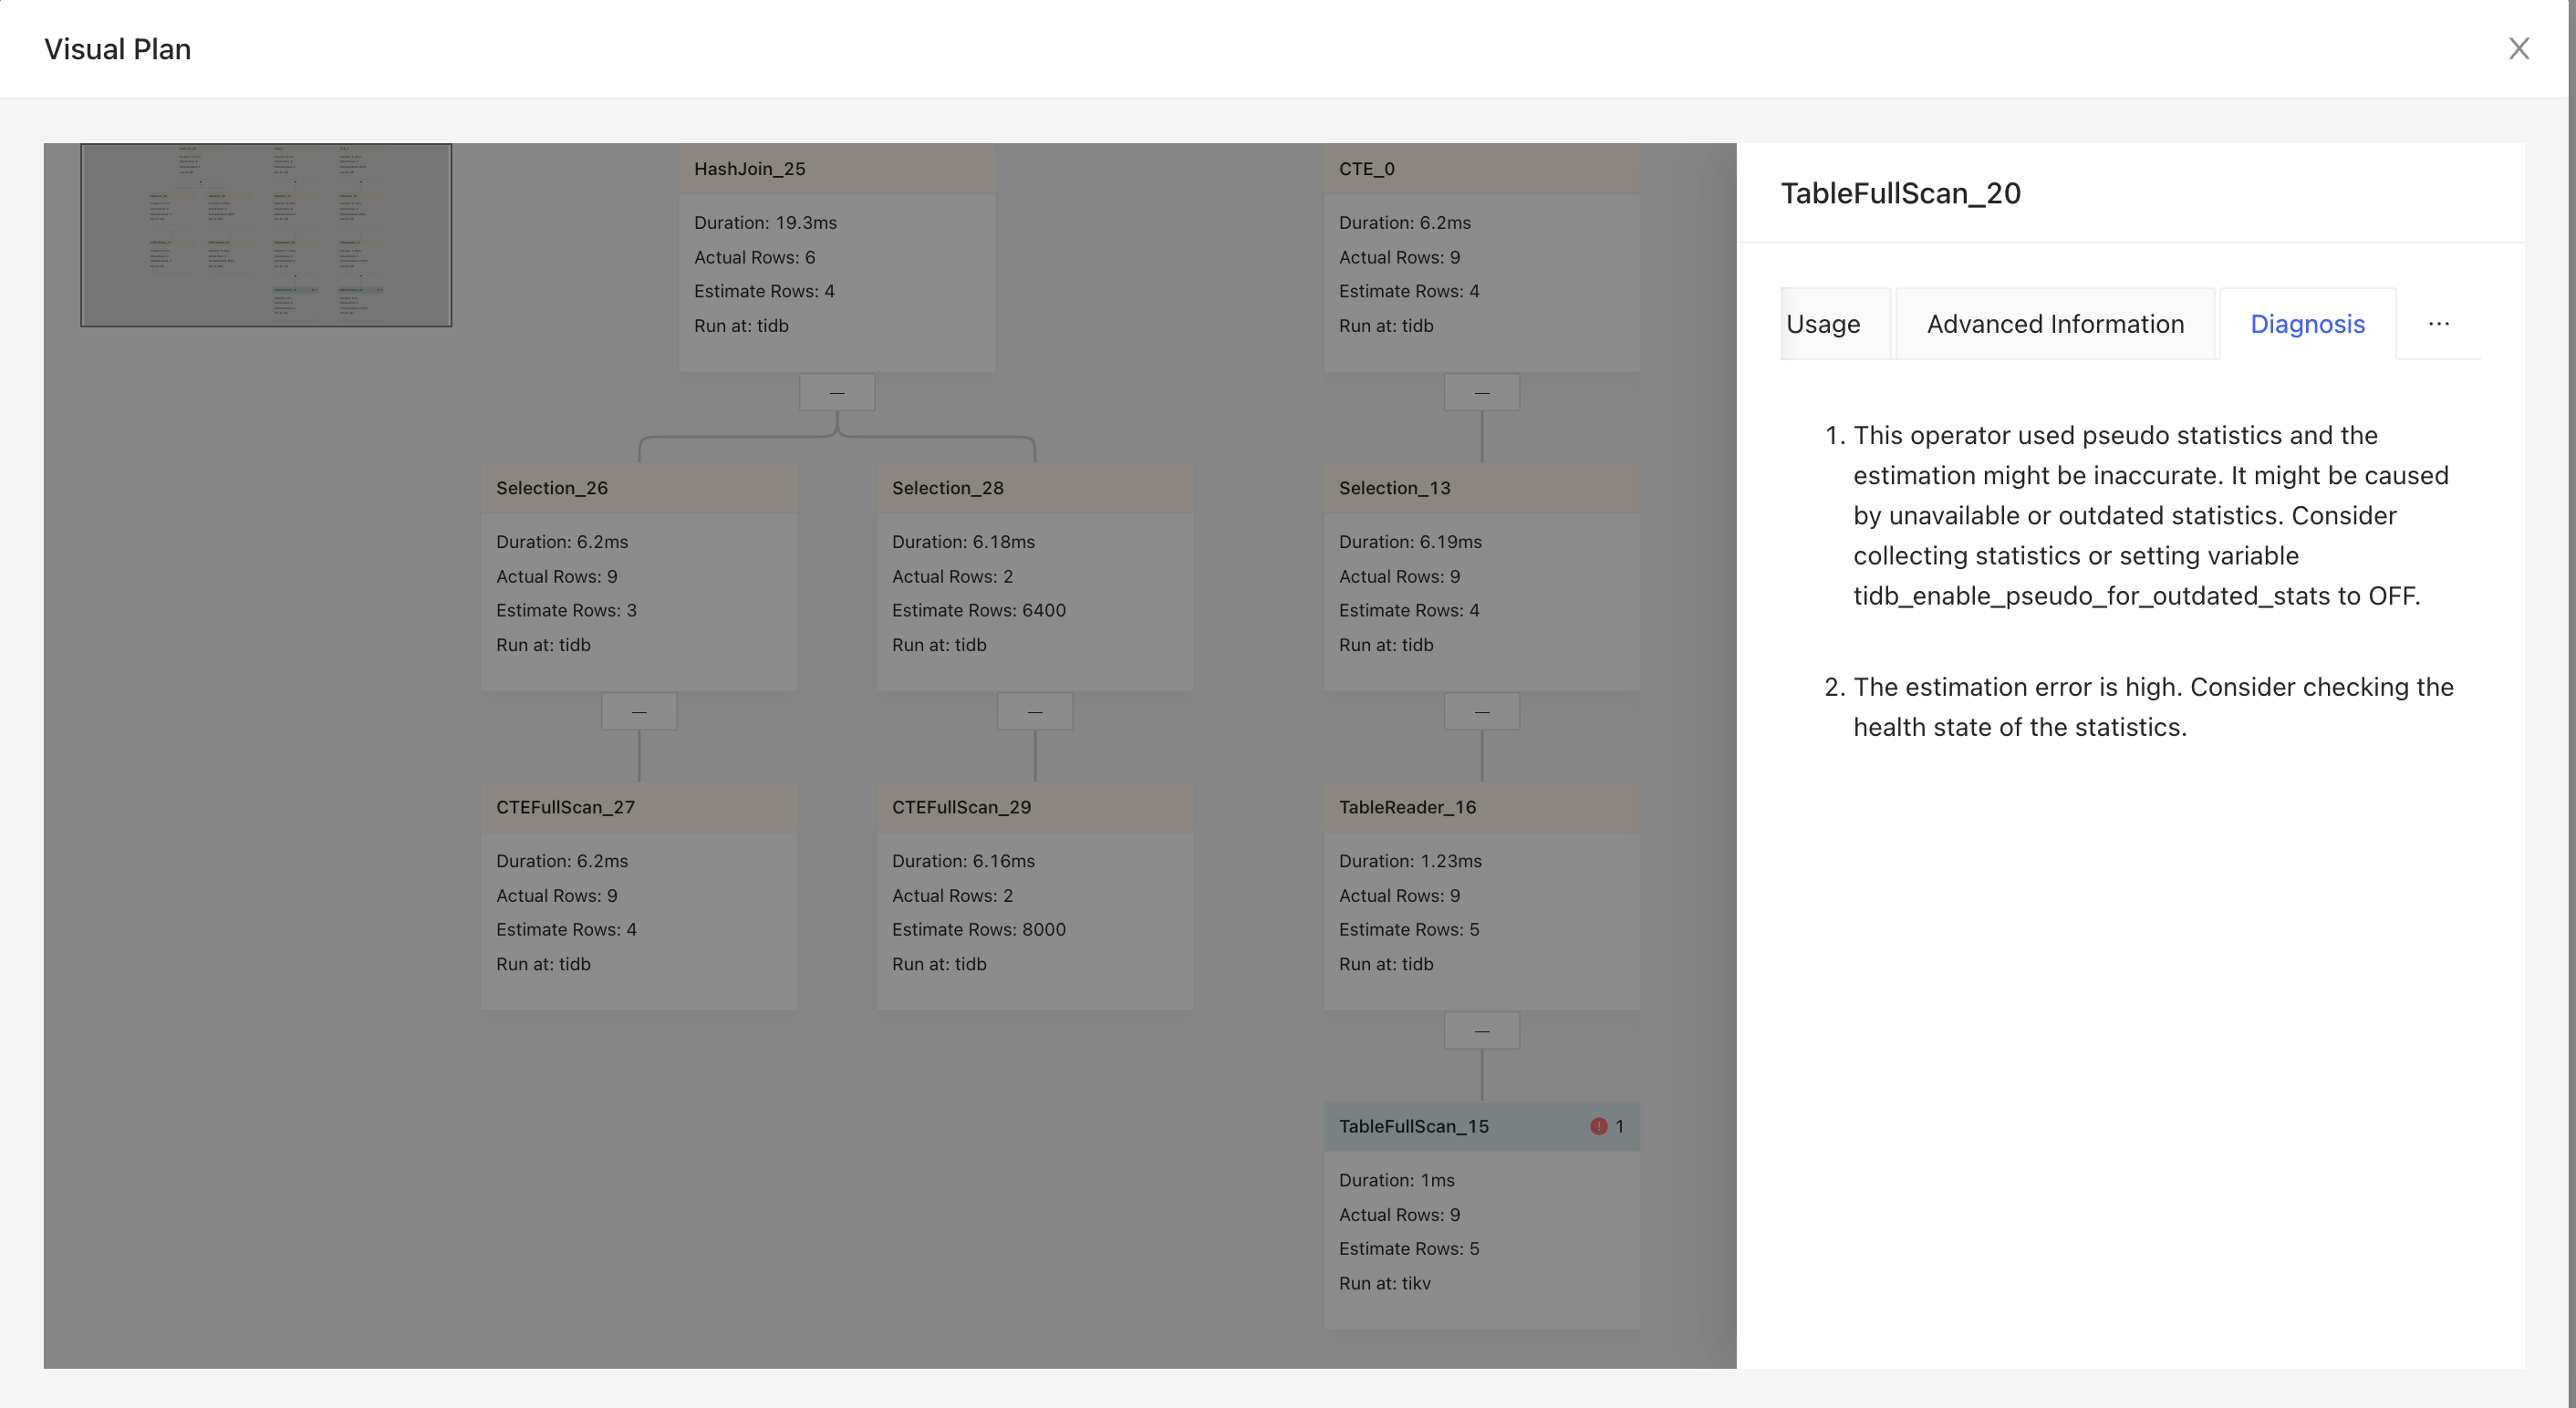 Visual Plan
HashJoin_25
Duration: 19.3ms
Actual Rows: 6
Estimate Rows: 4
Run at: tidb
CTE_0
Duration: 6.2ms
Actual Rows: 9
Estimate Rows: 4
Run at: tidb
Selection_26
Duration: 6.2ms
Actual Rows: 9
Estimate Rows: 3
Run at: tidb
Selection_28
Duration: 6.18ms
Actual Rows: 2
Estimate Rows: 6400
Run at: tidb
Selection_13
Duration: 6.19ms
Actual Rows: 9
Estimate Rows: 4
Run at: tidb
CTEFullScan_27
Duration: 6.2ms
Actual Rows: 9
Estimate Rows: 4
Run at: tidb
CTEFullScan_29
Duration: 6.16ms
Actual Rows: 2
Estimate Rows: 8000
Run at: tidb
TableReader_16
Duration: 1.23ms
Actual Rows: 9
Estimate Rows: 5
Run at: tidb
TableFullScan_15 1
Duration: 1ms
Actual Rows: 9
Estimate Rows: 5
Run at: tikv
TableFullScan_20
Usage Advanced Information Diagnosis ···
1. This operator used pseudo statistics and the
estimation might be inaccurate. It might be caused
by unavailable or outdated statistics. Consider
collecting statistics or setting variable
tidb_enable_pseudo_for_outdated_stats to OFF.
2. The estimation error is high. Consider checking the
health state of the statistics.